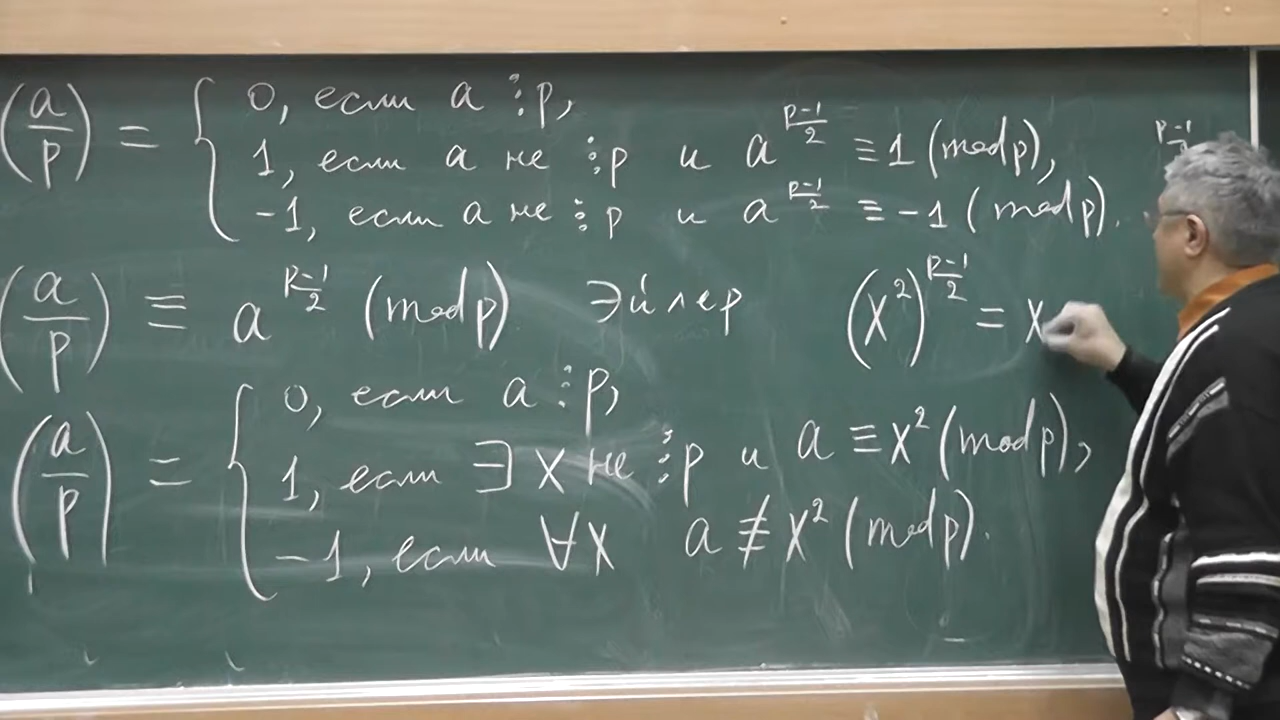 (a/p) = { 0, если a ⋮ p,
1, если a не ⋮ p и a^{p-1/2} ≡ 1 (mod p),
-1, если a не ⋮ p и a^{p-1/2} ≡ -1 (mod p).
(a/p) ≡ a^{p-1/2} (mod p) Эйлер (x²)^{p-1/2} = x
(a/p) = { 0, если a ⋮ p,
1, если ∃ x не ⋮ p и a ≡ x² (mod p),
-1, если ∀x a ≢ x² (mod p).